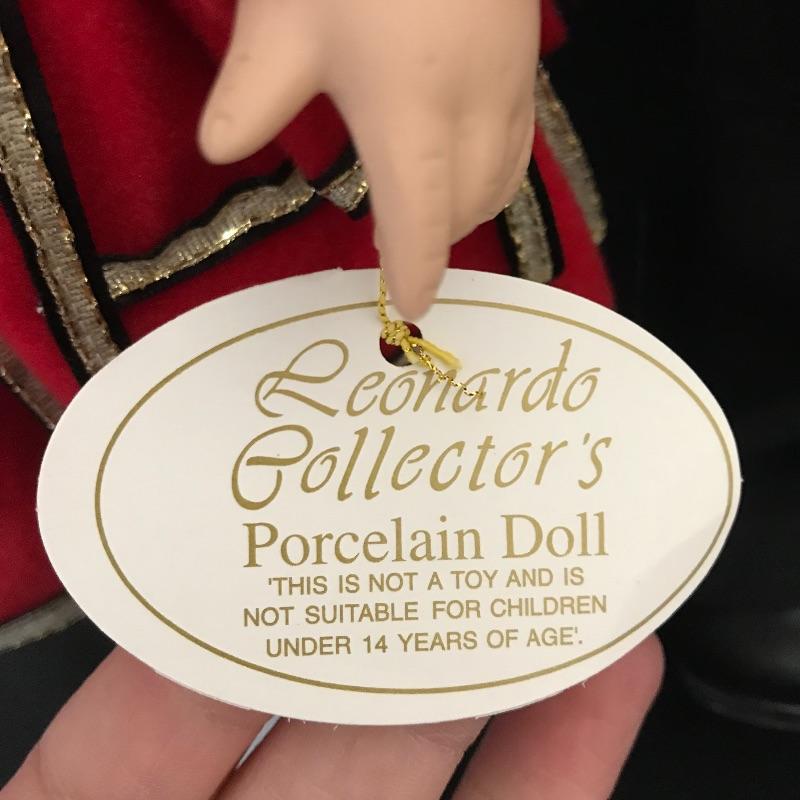 Leonardo
Collector's
Porcelain Doll
'THIS IS NOT A TOY AND IS
NOT SUITABLE FOR CHILDREN
UNDER 14 YEARS OF AGE'.